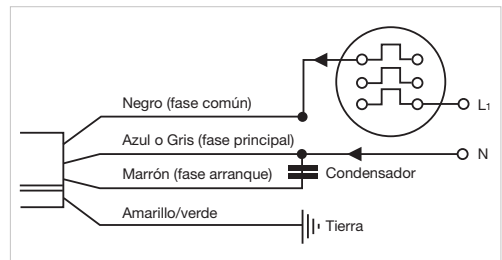 Negro (fase común)
L1
Azul o Gris (fase principal)
N
Marrón (fase arranque)
Condensador
Amarillo/verde
Tierra